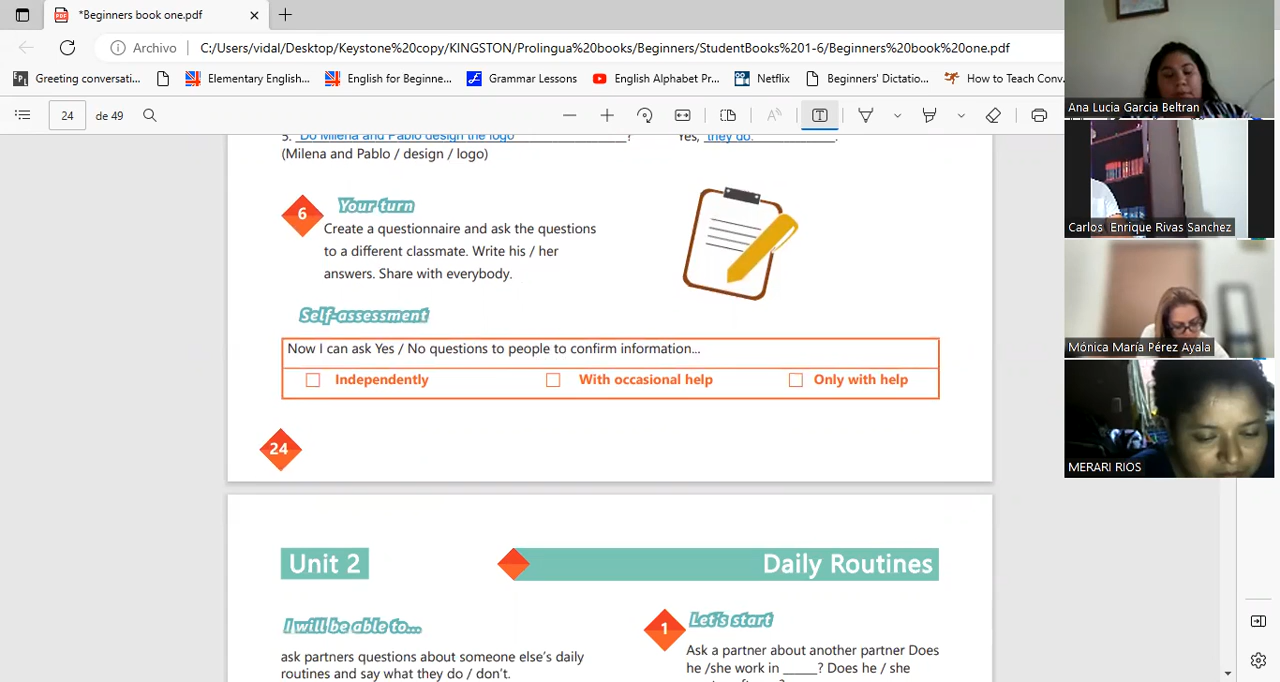 *Beginners book one.pdf
Archivo
C:/Users/vidal/Desktop/Keystone%20copy/KINGSTON/Prolingua%20books/Beginners/StudentBooks%201-6/Beginners%20book%20one.pdf
Greeting conversati...
Elementary English...
English for Beginne...
Grammar Lessons
English Alphabet Pr...
Netflix
Beginners' Dictatio...
How to Teach Conv
24 de 49
5. Do Milena and Pablo design the logo? Yes, they do.
(Milena and Pablo / design / logo)
6 Your turn
Create a questionnaire and ask the questions
to a different classmate. Write his / her
answers. Share with everybody.
Self-assessment
Now I can ask Yes / No questions to people to confirm information...
Independently
With occasional help
Only with help
24
Unit 2
Daily Routines
I will be able to...
ask partners questions about someone else's daily
routines and say what they do / don't.
1 Let's start
Ask a partner about another partner Does
he /she work in _____? Does he / she
Ana Lucia Garcia Beltran
Carlos Enrique Rivas Sanchez
Mónica María Pérez Ayala
MERARI RIOS